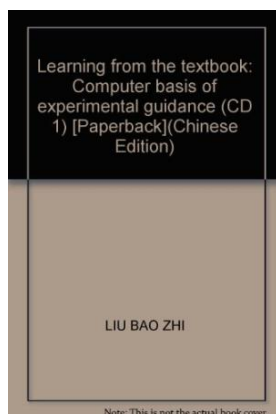 Learning from the textbook:
Computer basis of
experimental guidance (CD
1) [Paperback](Chinese
Edition)
LIU BAO ZHI
Note: This is not the actual book cover